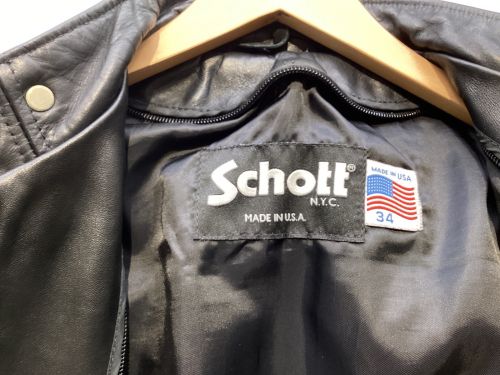 Schott®
N.Y.C.
MADE IN U.S.A.
MADE IN USA
34